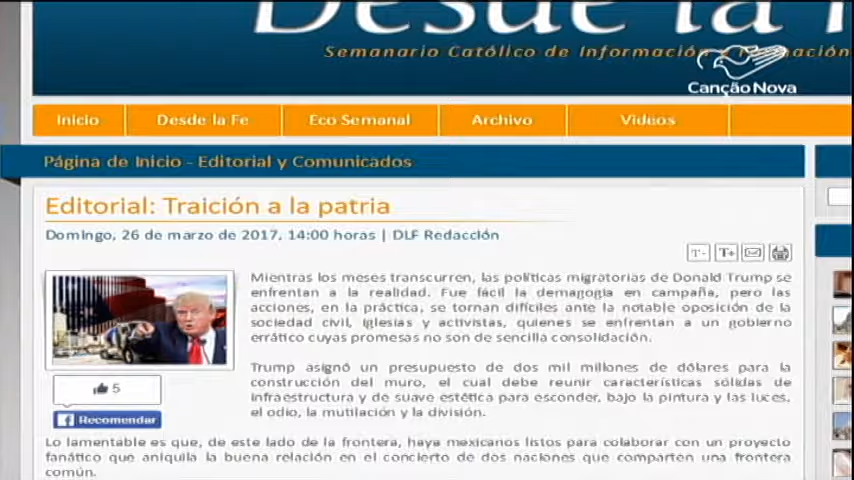 Desde la
Semanario Católico de Información y Formación
Canção Nova
Inicio
Desde la Fe
Eco Semanal
Archivo
Videos
Página de Inicio - Editorial y Comunicados
Editorial: Traición a la patria
Domingo, 26 de marzo de 2017, 14:00 horas | DLF Redacción
T- T+
Mientras los meses transcurren, las políticas migratorias de Donald Trump se
enfrentan a la realidad. Fue fácil la demagogia en campaña, pero las
acciones, en la práctica, se tornan difíciles ante la notable oposición de la
sociedad civil, iglesias y activistas, quienes se enfrentan a un gobierno
errático cuyas promesas no son de sencilla consolidación.
Trump asignó un presupuesto de dos mil millones de dólares para la
construcción del muro, el cual debe reunir características sólidas de
infraestructura y de suave estética para esconder, bajo la pintura y las luces,
el odio, la mutilación y la división.
5
f Recomendar
Lo lamentable es que, de este lado de la frontera, haya mexicanos listos para colaborar con un proyecto
fanático que aniquila la buena relación en el concierto de dos naciones que comparten una frontera
común.